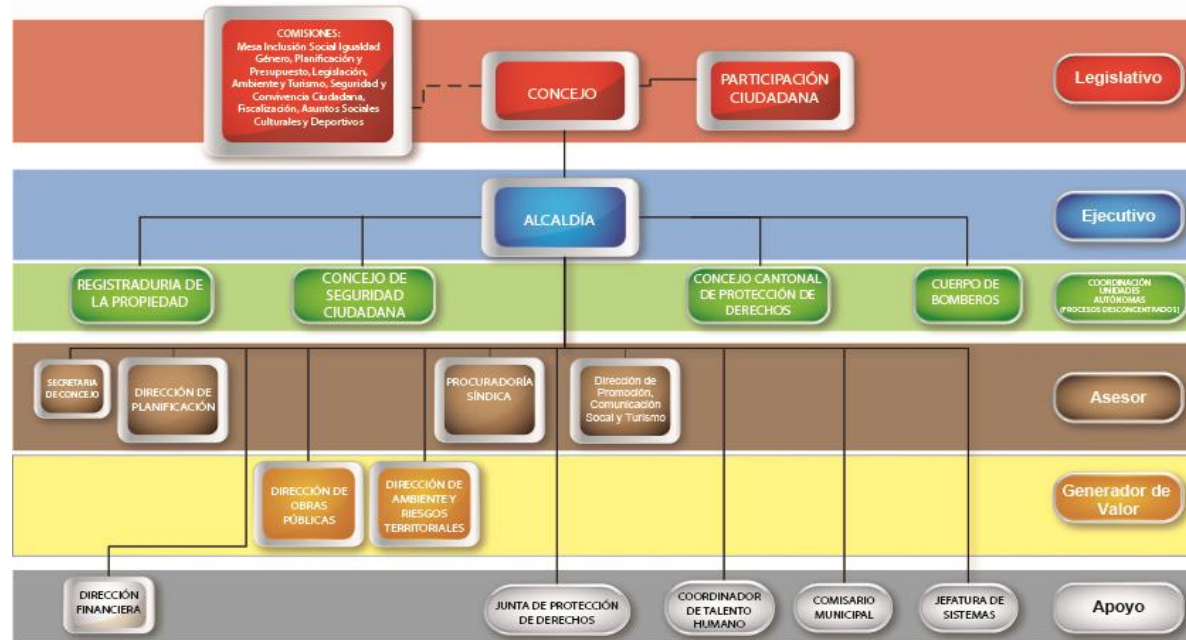 COMISIONES:
Mesa Inclusión Social Igualdad
Género, Planificación y
Presupuesto, Legislación,
Ambiente y Turismo, Seguridad y
Convivencia Ciudadana,
Fiscalización, Asuntos Sociales
Culturales y Deportivos
CONCEJO
PARTICIPACIÓN
CIUDADANA
Legislativo
ALCALDÍA
Ejecutivo
REGISTRADURIA DE
LA PROPIEDAD
CONCEJO DE
SEGURIDAD
CIUDADANA
CONCEJO CANTONAL
DE PROTECCIÓN DE
DERECHOS
CUERPO DE
BOMBEROS
COORDINACIÓN
UNIDADES
AUTÓNOMAS
(PROCESOS DESCONCENTRADOS)
SECRETARIA
DE CONCEJO
DIRECCIÓN DE
PLANIFICACIÓN
PROCURADORÍA
SÍNDICA
Dirección de
Promoción,
Comunicación
Socal y Turismo
Asesor
DIRECCIÓN DE
OBRAS
PÚBLICAS
DIRECCIÓN DE
AMBIENTE Y
RIESGOS
TERRITORIALES
Generador de
Valor
DIRECCIÓN
FINANCIERA
JUNTA DE PROTECCIÓN
DE DERECHOS
COORDINADOR
DE TALENTO
HUMANO
COMISARIO
MUNICIPAL
JEFATURA DE
SISTEMAS
Apoyo